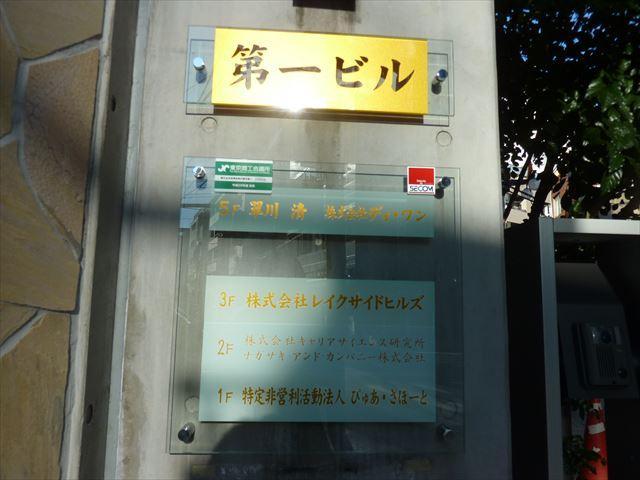 第一ビル
東京商工会議所
SECOM
5F 翠川 済 株式会社ディ・ワン
3F 株式会社レイクサイドヒルズ
2F 株式会社キャリアサイエンス研究所
ナカサキ アンド カンパニー株式会社
1F 特定非営利活動法人 ぴゅあ・さぽーと